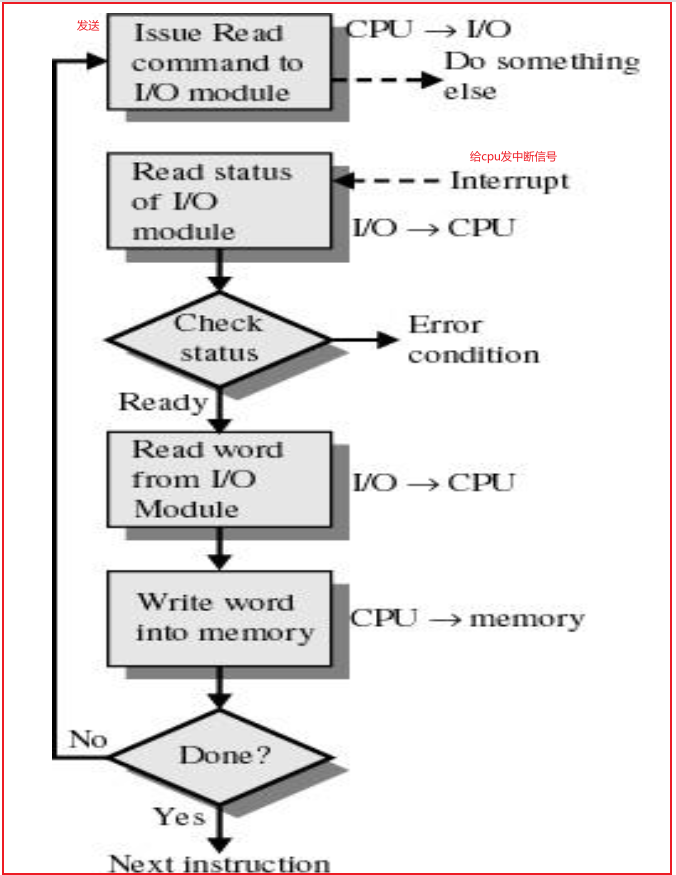 发送
Issue Read
command to
I/O module
CPU → I/O
Do something
else
Read status
of I/O
module
给cpu发中断信号
Interrupt
I/O → CPU
Check
status
Error
condition
Ready
Read word
from I/O
Module
I/O → CPU
Write word
into memory
CPU → memory
Done?
No
Yes
Next instruction